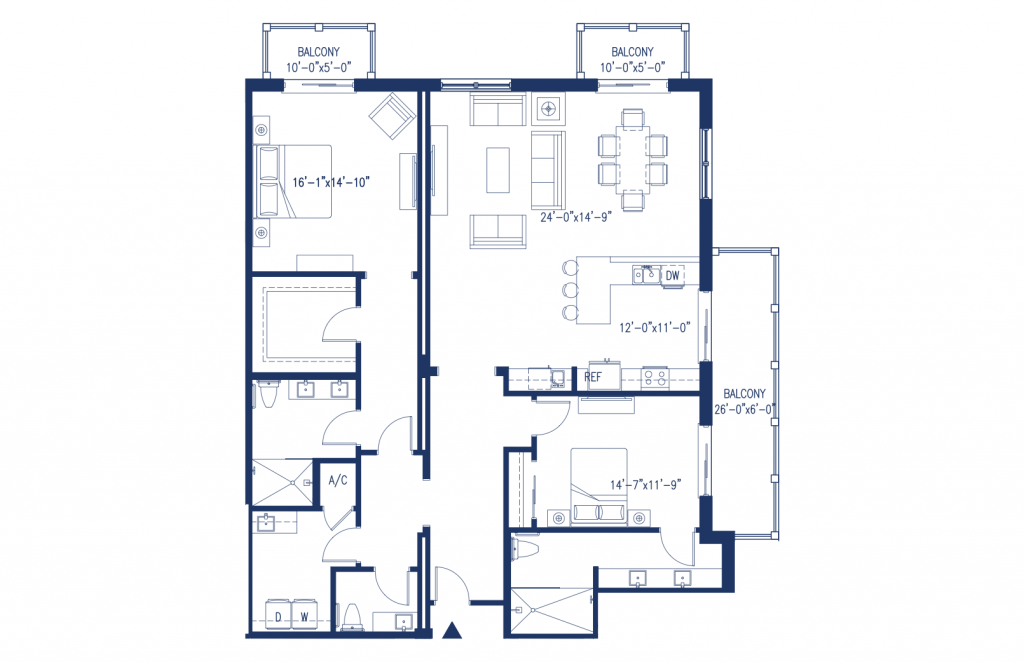 BALCONY
10'-0"x5'-0"
BALCONY
10'-0"x5'-0"
16'-1"x14'-10"
24'-0"x14'-9"
DW
12'-0"x11'-0"
REF
BALCONY
26'-0"x6'-0"
A/C
14'-7"x11'-9"
D
W